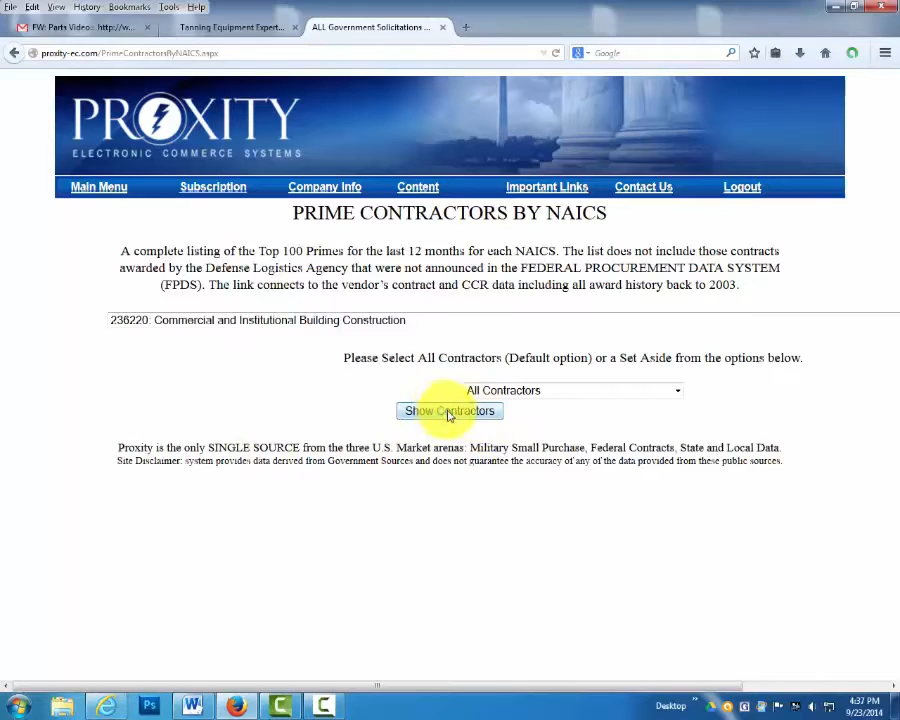 File Edit View History Bookmarks Tools Help
FW: Parts Video: http://w... × Tanning Equipment Expert... × ALL Government Solicitations ... × +
proxity-ec.com/PrimeContractorsByNAICS.aspx Google
PROXITY
ELECTRONIC COMMERCE SYSTEMS
Main Menu Subscription Company Info Content Important Links Contact Us Logout
PRIME CONTRACTORS BY NAICS
A complete listing of the Top 100 Primes for the last 12 months for each NAICS. The list does not include those contracts
awarded by the Defense Logistics Agency that were not announced in the FEDERAL PROCUREMENT DATA SYSTEM
(FPDS). The link connects to the vendor's contract and CCR data including all award history back to 2003.
236220: Commercial and Institutional Building Construction
Please Select All Contractors (Default option) or a Set Aside from the options below.
All Contractors
Show Contractors
Proxity is the only SINGLE SOURCE from the three U.S. Market arenas: Military Small Purchase, Federal Contracts, State and Local Data.
Site Disclaimer: system provides data derived from Government Sources and does not guarantee the accuracy of any of the data provided from these public sources.
Desktop
4:37 PM
9/23/2014